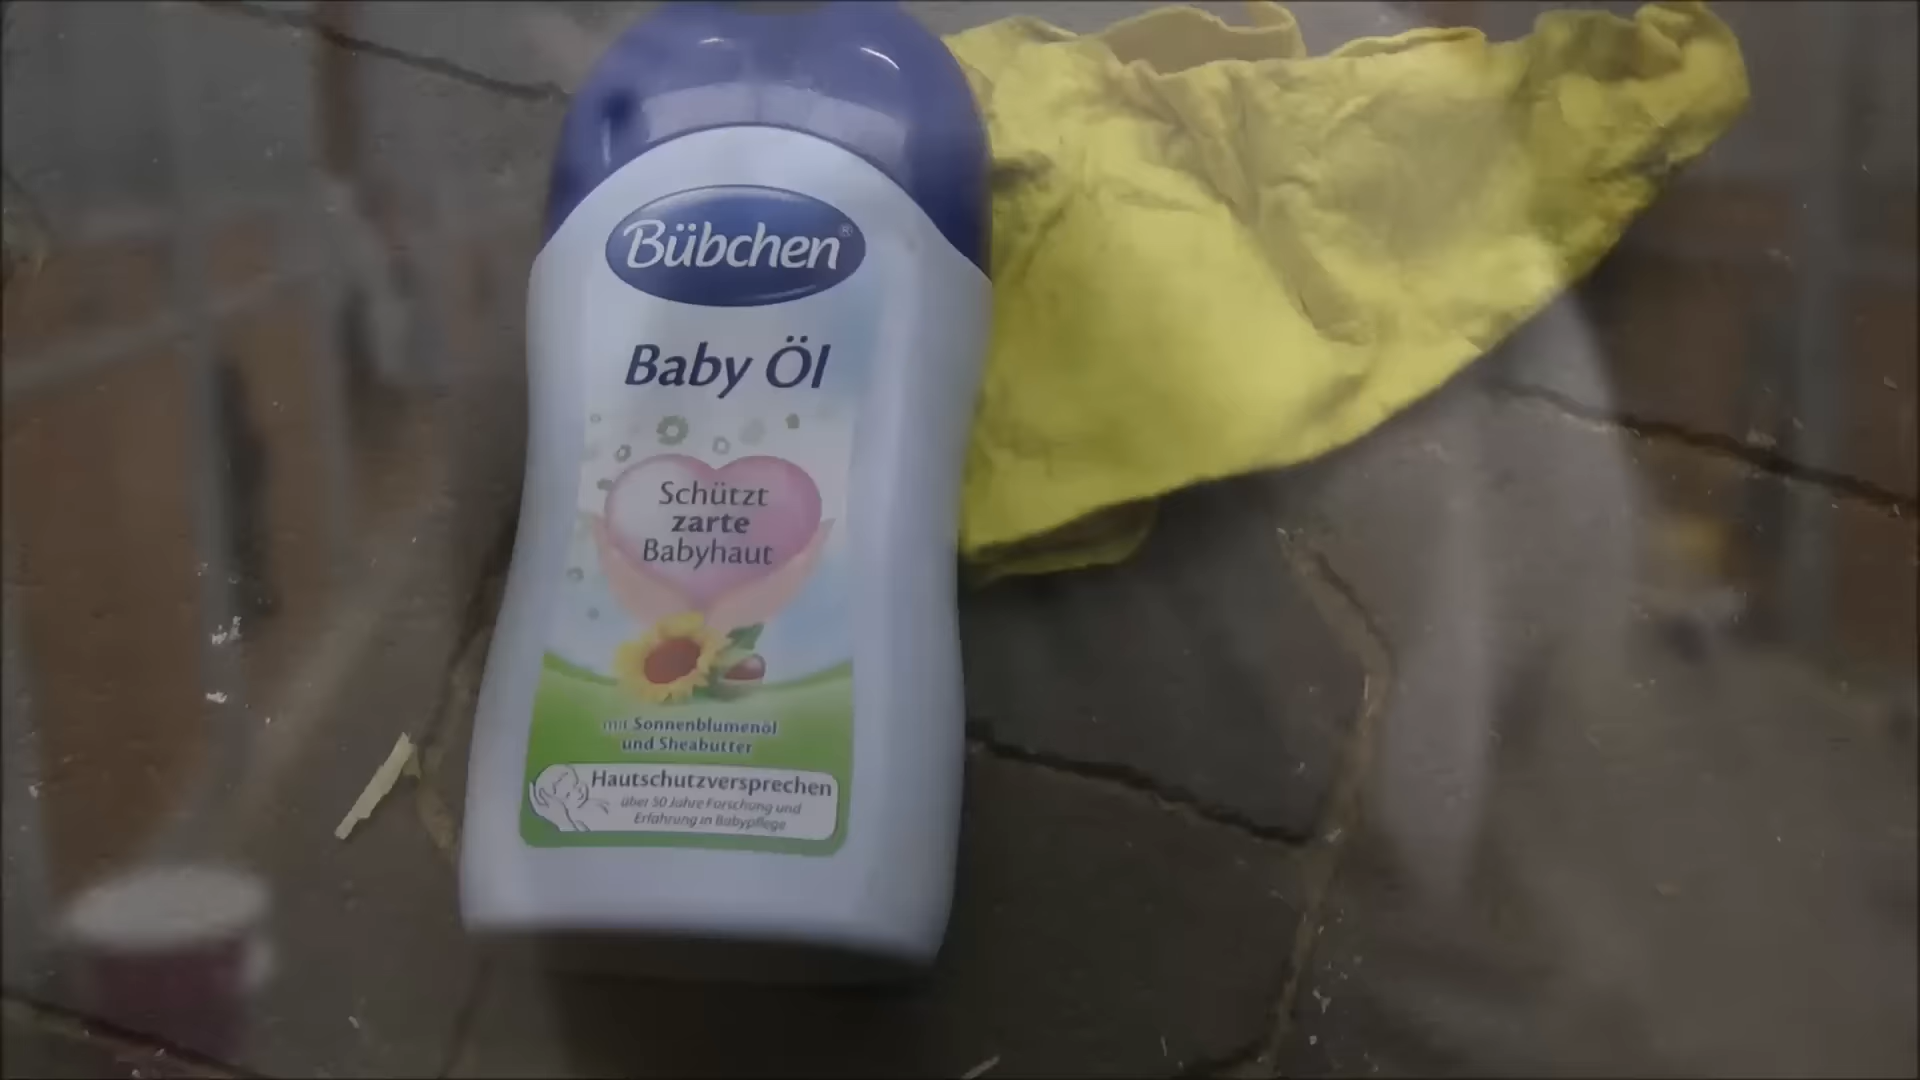 Bübchen®
Baby Öl
Schützt
zarte
Babyhaut
mit Sonnenblumenöl
und Sheabutter
Hautschutzversprechen
über 50 Jahre Forschung und
Erfahrung in Babypflege